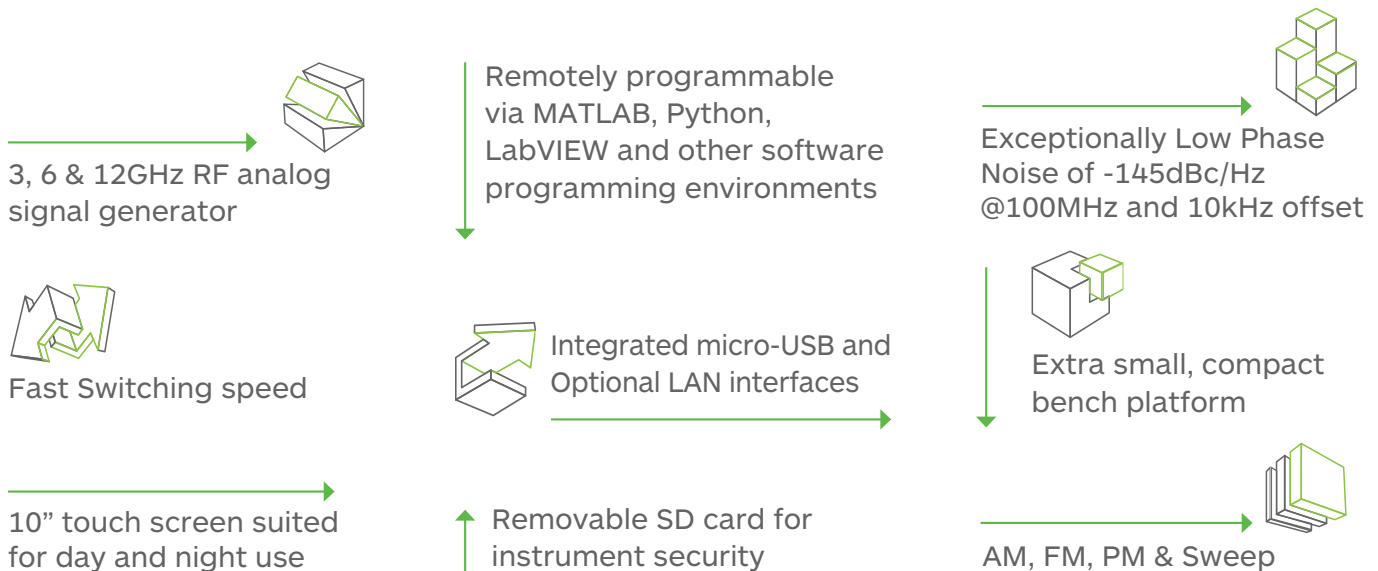 3, 6 & 12GHz RF analog
signal generator
Remotely programmable
via MATLAB, Python,
LabVIEW and other software
programming environments
Exceptionally Low Phase
Noise of -145dBc/Hz
@100MHz and 10kHz offset
Fast Switching speed
Integrated micro-USB and
Optional LAN interfaces
Extra small, compact
bench platform
10” touch screen suited
for day and night use
Removable SD card for
instrument security
AM, FM, PM & Sweep